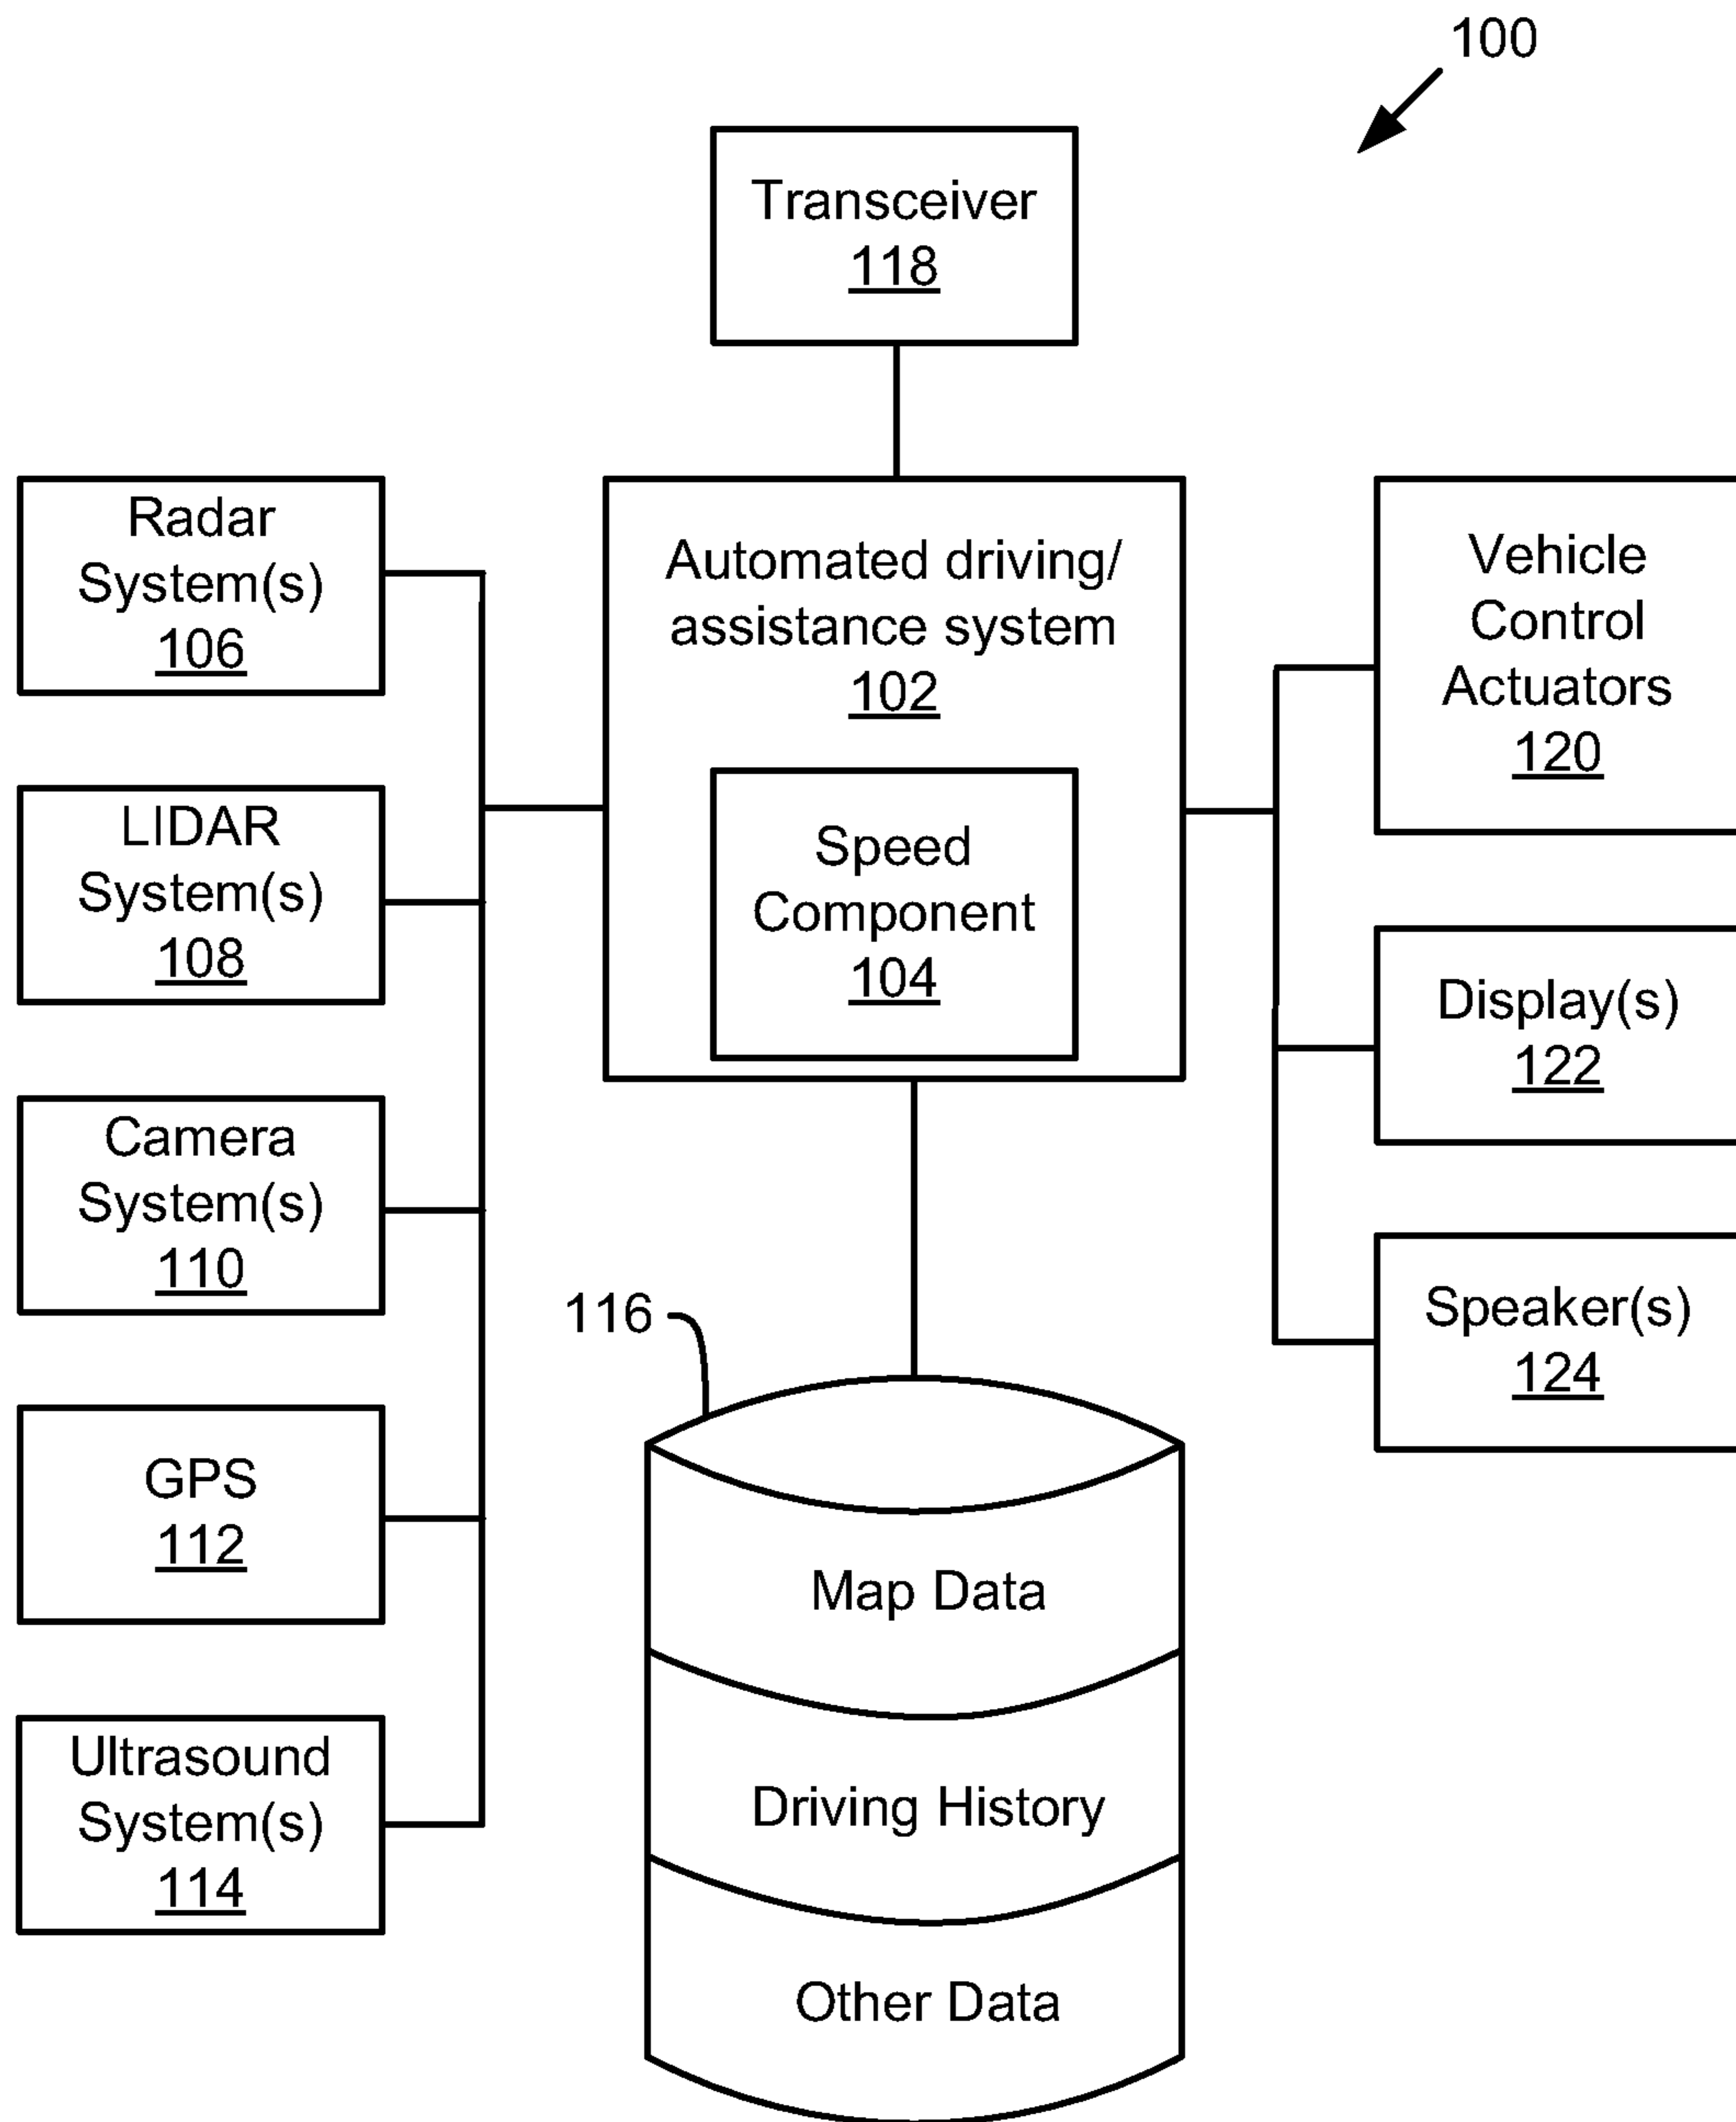 100
Transceiver
118
Radar
System(s)
106
LIDAR
System(s)
108
Camera
System(s)
110
GPS
112
Ultrasound
System(s)
114
Automated driving/
assistance system
102
Speed
Component
104
Vehicle
Control
Actuators
120
Display(s)
122
Speaker(s)
124
116
Map Data
Driving History
Other Data